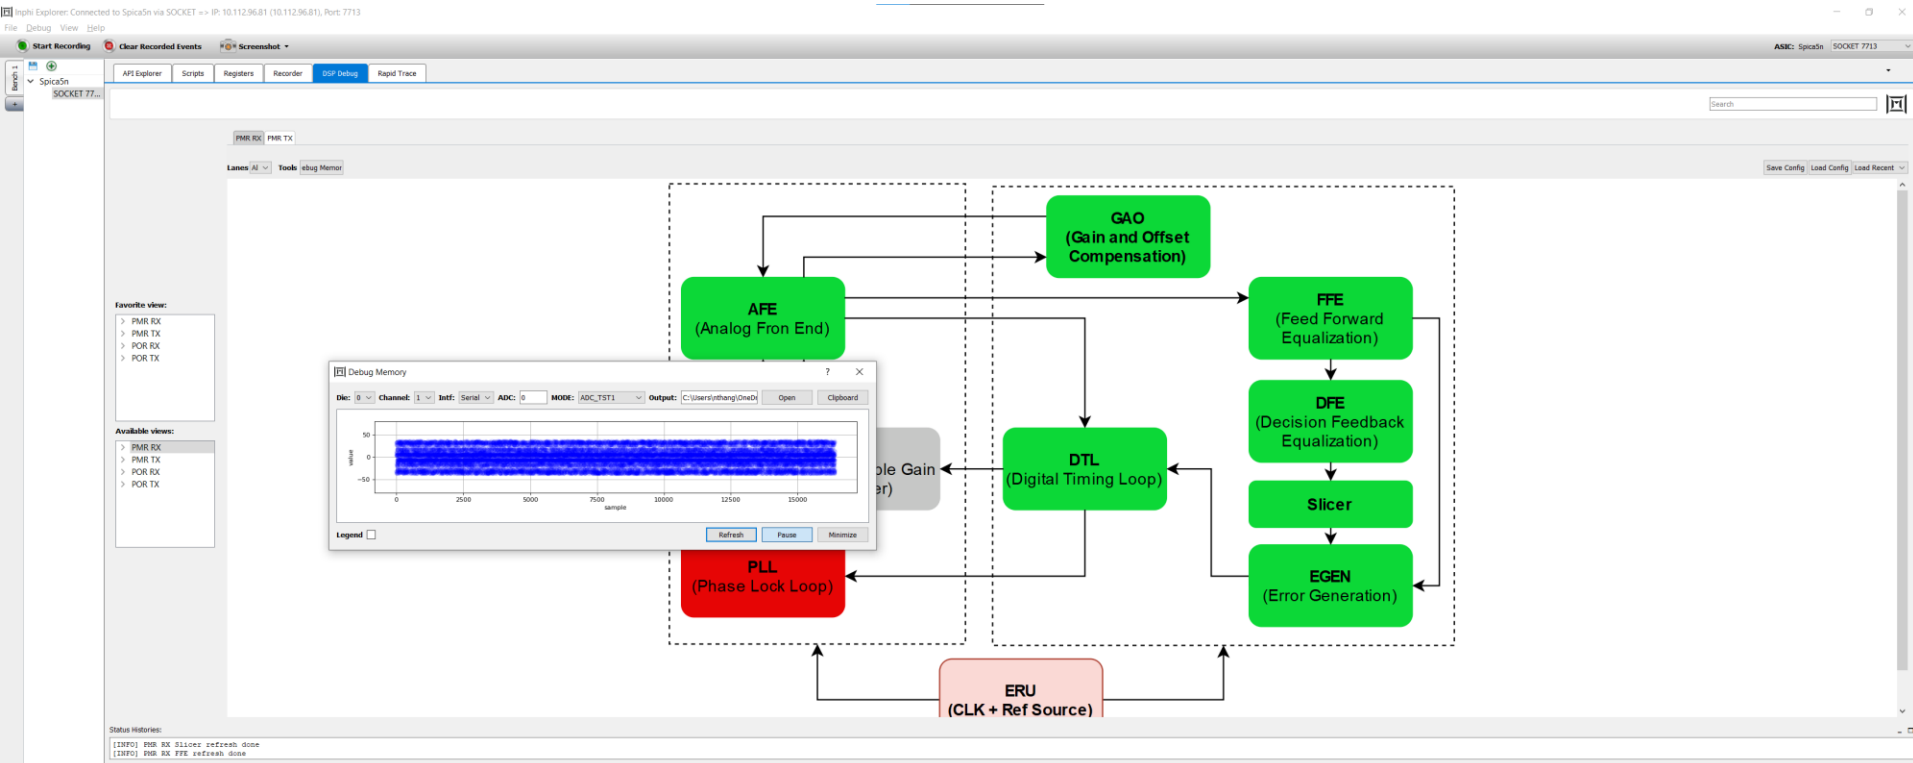 Inphi Explorer: Connected to Spica5n via SOCKET => IP: 10.112.96.81 (10.112.96.81), Port: 7713
File Debug View Help
Start Recording Clear Recorded Events Screenshot
ASIC: Spica5n SOCKET 7713
Bench 1
Spica5n
SOCKET 77...
API Explorer Scripts Registers Recorder DSP Debug Rapid Trace
Search
PMR RX PMR TX
Lanes Al Tools ebug Memor
Save Config Load Config Load Recent
Favorite view:
PMR RX
PMR TX
POR RX
POR TX
Available views:
PMR RX
PMR TX
POR RX
POR TX
GAO
(Gain and Offset
Compensation)
AFE
(Analog Fron End)
FFE
(Feed Forward
Equalization)
DFE
(Decision Feedback
Equalization)
ble Gain
er)
DTL
(Digital Timing Loop)
Slicer
PLL
(Phase Lock Loop)
EGEN
(Error Generation)
ERU
(CLK + Ref Source)
Debug Memory
?
Die: 0 Channel: 1 Intf: Serial ADC: 0 MODE: ADC_TST1 Output: C:\Users\nthang\OneDr Open Clipboard
50
0
−50
value
0 2500 5000 7500 10000 12500 15000
sample
Legend Refresh Pause Minimize
Status Histories:
[INFO] PMR RX Slicer refresh done
[INFO] PMR RX FFE refresh done